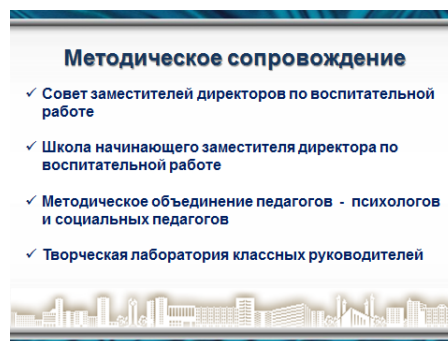 Методическое сопровождение
✓ Совет заместителей директоров по воспитательной
работе
✓ Школа начинающего заместителя директора по
воспитательной работе
✓ Методическое объединение педагогов - психологов
и социальных педагогов
✓ Творческая лаборатория классных руководителей